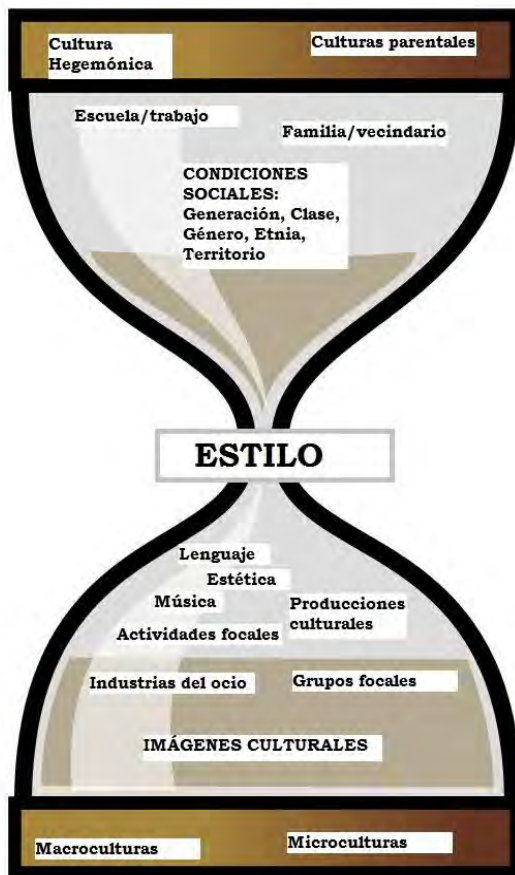 Cultura
Hegemónica
Culturas parentales
Escuela/trabajo
Familia/vecindario
CONDICIONES
SOCIALES:
Generación, Clase,
Género, Etnia,
Territorio
ESTILO
Lenguaje
Estética
Música
Producciones
culturales
Actividades focales
Industrias del ocio
Grupos focales
IMÁGENES CULTURALES
Macroculturas
Microculturas